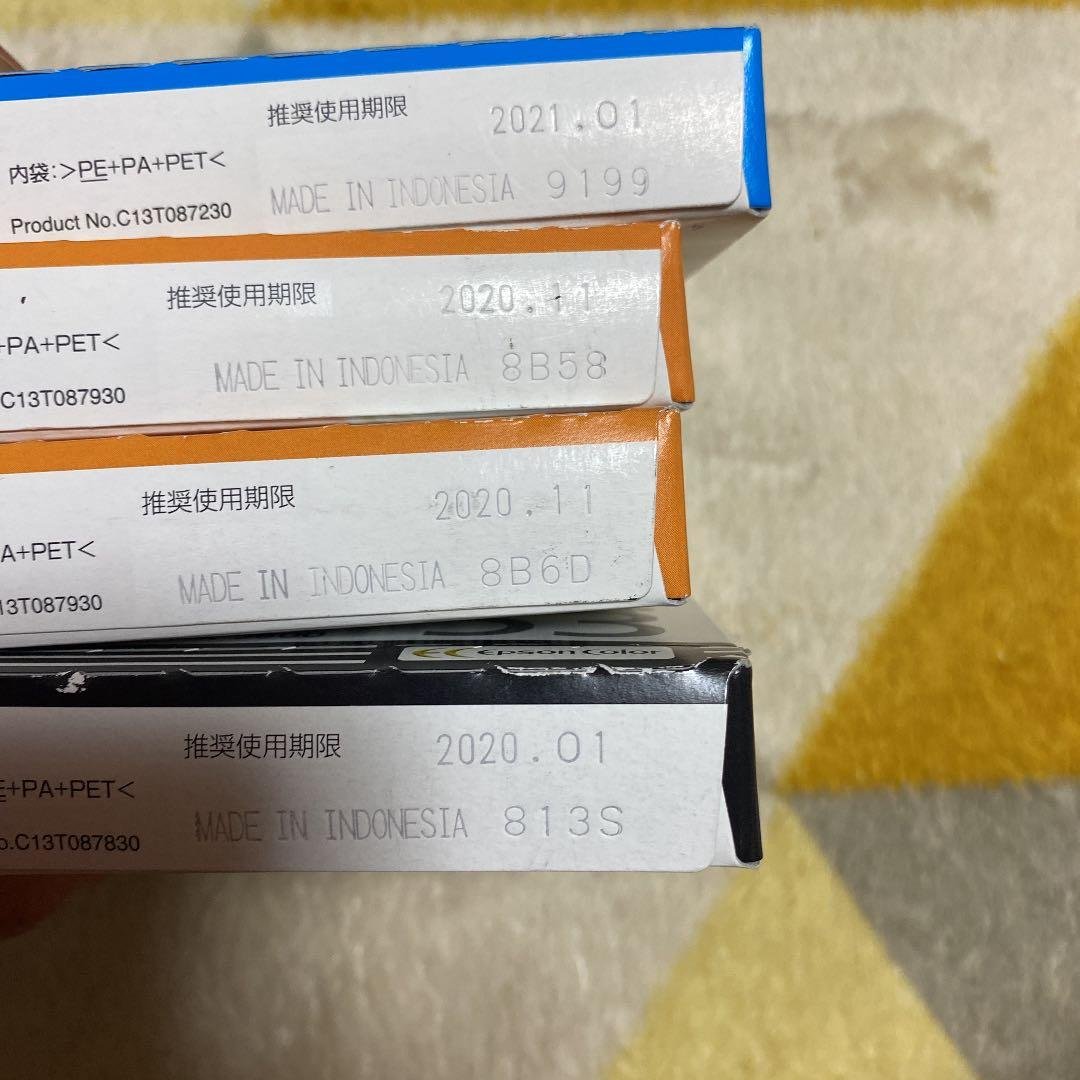 推奨使用期限 2021.01
内袋:>PE+PA+PET<
MADE IN INDONESIA 9199
Product No.C13T087230
推奨使用期限 2020.11
+PA+PET<
MADE IN INDONESIA 8B58
C13T087930
推奨使用期限 2020.11
A+PET<
MADE IN INDONESIA 8B6D
13T087930
Epson Color
推奨使用期限 2020.01
E+PA+PET<
MADE IN INDONESIA 813S
o.C13T087830